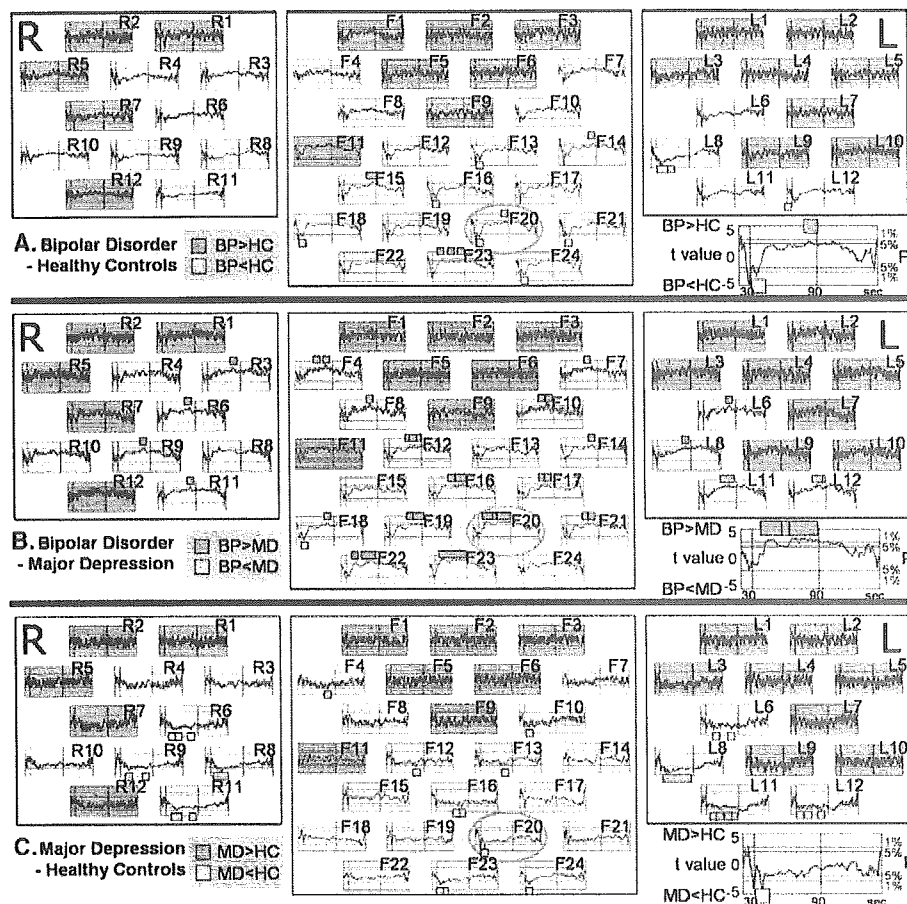 R R2 R1 F1 F2 F3 L1 L2 L
R5 R4 R3 F4 F5 F6 F7 L3 L4 L5
R7 R6 F8 F9 F10 L6 L7
R10 R9 R8 F11 F12 F13 F14 L8 L9 L10
R12 R11 F15 F16 F17 L11 L12
F18 F19 F20 F21
F22 F23 F24
A. Bipolar Disorder
- Healthy Controls
BP>HC
BP<HC
BP>HC 5 1%
5%
t value 0 P
5%
BP<HC -5 1%
30 90 sec
R R2 R1 F1 F2 F3 L1 L2 L
R5 R4 R3 F4 F5 F6 F7 L3 L4 L5
R7 R6 F8 F9 F10 L6 L7
R10 R9 R8 F11 F12 F13 F14 L8 L9 L10
R12 R11 F15 F16 F17 L11 L12
F18 F19 F20 F21
F22 F23 F24
B. Bipolar Disorder
- Major Depression
BP>MD
BP<MD
BP>MD 5 1%
5%
t value 0 P
5%
BP<MD -5 1%
30 90 sec
R R2 R1 F1 F2 F3 L1 L2 L
R5 R4 R3 F4 F5 F6 F7 L3 L4 L5
R7 R6 F8 F9 F10 L6 L7
R10 R9 R8 F11 F12 F13 F14 L8 L9 L10
R12 R11 F15 F16 F17 L11 L12
F18 F19 F20 F21
F22 F23 F24
C. Major Depression
- Healthy Controls
MD>HC
MD<HC
MD>HC 5 1%
5%
t value 0 P
5%
MD<HC -5 1%
30 90 sec